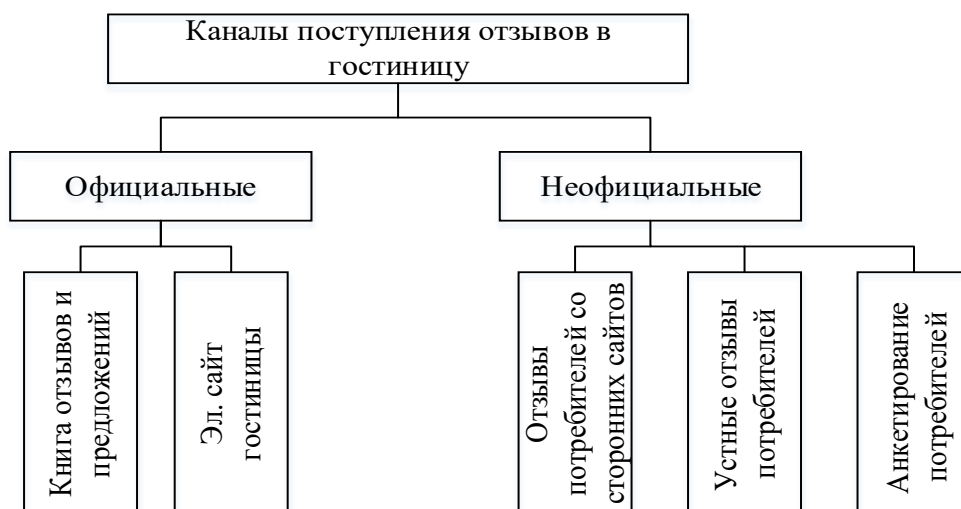 Каналы поступления отзывов в
гостиницу
Официальные
Неофициальные
Книга отзывов и
предложений
Эл. сайт
гостиницы
Отзывы
потребителей со
сторонних сайтов
Устные отзывы
потребителей
Анкетирование
потребителей